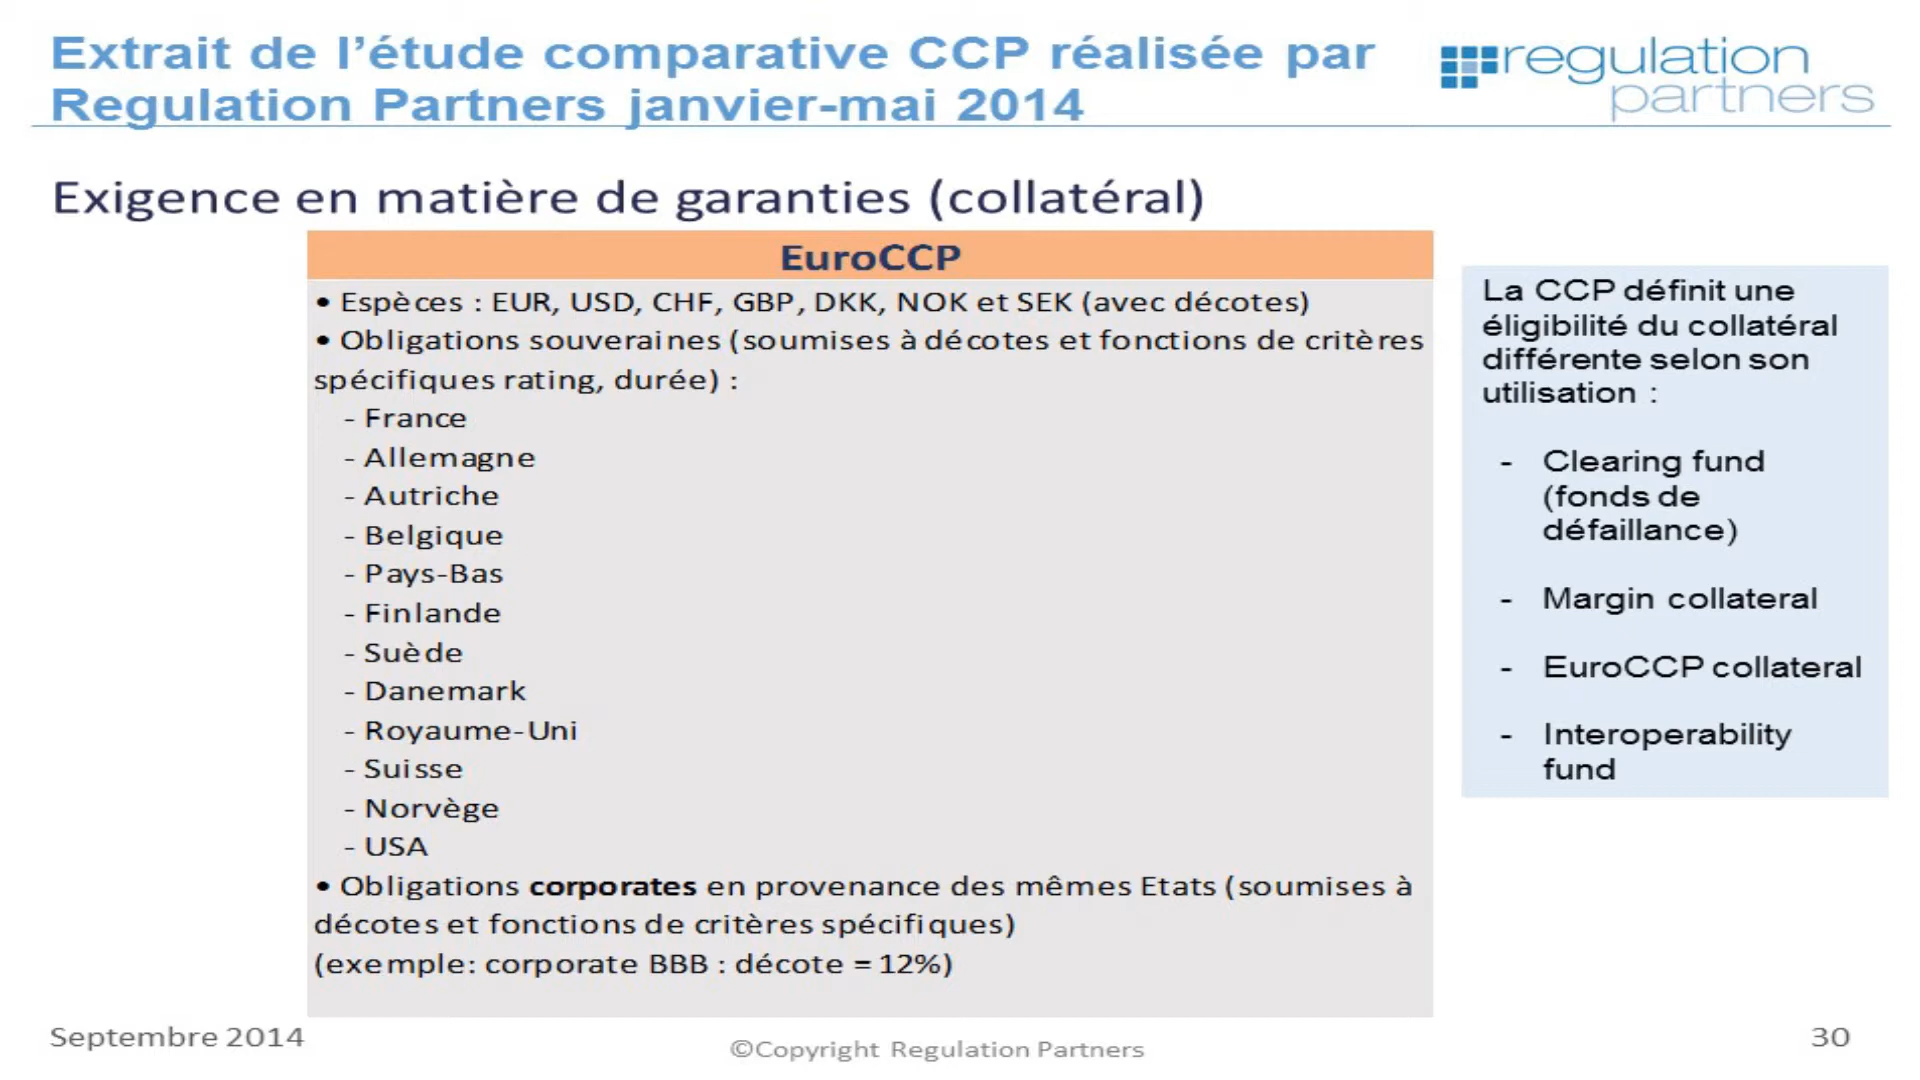 Extrait de l’étude comparative CCP réalisée par
Regulation Partners janvier-mai 2014
regulation
partners
Exigence en matière de garanties (collatéral)
EuroCCP
• Espèces : EUR, USD, CHF, GBP, DKK, NOK et SEK (avec décotes)
• Obligations souveraines (soumises à décotes et fonctions de critères
spécifiques rating, durée) :
- France
- Allemagne
- Autriche
- Belgique
- Pays-Bas
- Finlande
- Suède
- Danemark
- Royaume-Uni
- Suisse
- Norvège
- USA
• Obligations corporates en provenance des mêmes Etats (soumises à
décotes et fonctions de critères spécifiques)
(exemple: corporate BBB : décote = 12%)
La CCP définit une
éligibilité du collatéral
différente selon son
utilisation :
- Clearing fund
(fonds de
défaillance)
- Margin collateral
- EuroCCP collateral
- Interoperability
fund
Septembre 2014
©Copyright Regulation Partners
30